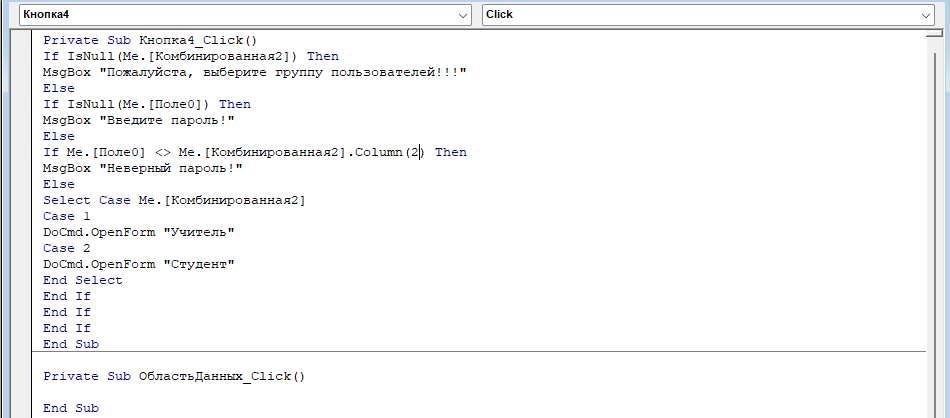 Кнопка4
Click
Private Sub Кнопка4_Click()
If IsNull(Me.[Комбинированная2]) Then
MsgBox "Пожалуйста, выберите группу пользователей!!!"
Else
If IsNull(Me.[Поле0]) Then
MsgBox "Введите пароль!"
Else
If Me.[Поле0] <> Me.[Комбинированная2].Column(2) Then
MsgBox "Неверный пароль!"
Else
Select Case Me.[Комбинированная2]
Case 1
DoCmd.OpenForm "Учитель"
Case 2
DoCmd.OpenForm "Студент"
End Select
End If
End If
End If
End Sub
Private Sub ОбластьДанных_Click()
End Sub